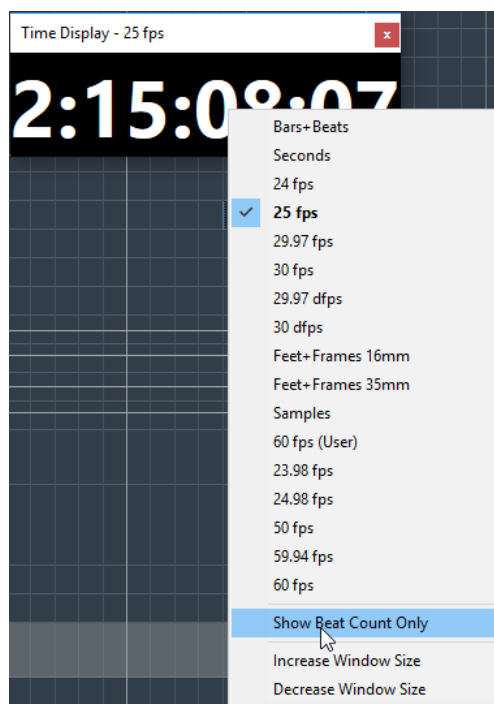 Time Display - 25 fps
x
2:15:08:07
Bars+Beats
Seconds
24 fps
25 fps
29.97 fps
30 fps
29.97 dfps
30 dfps
Feet+Frames 16mm
Feet+Frames 35mm
Samples
60 fps (User)
23.98 fps
24.98 fps
50 fps
59.94 fps
60 fps
Show Beat Count Only
Increase Window Size
Decrease Window Size